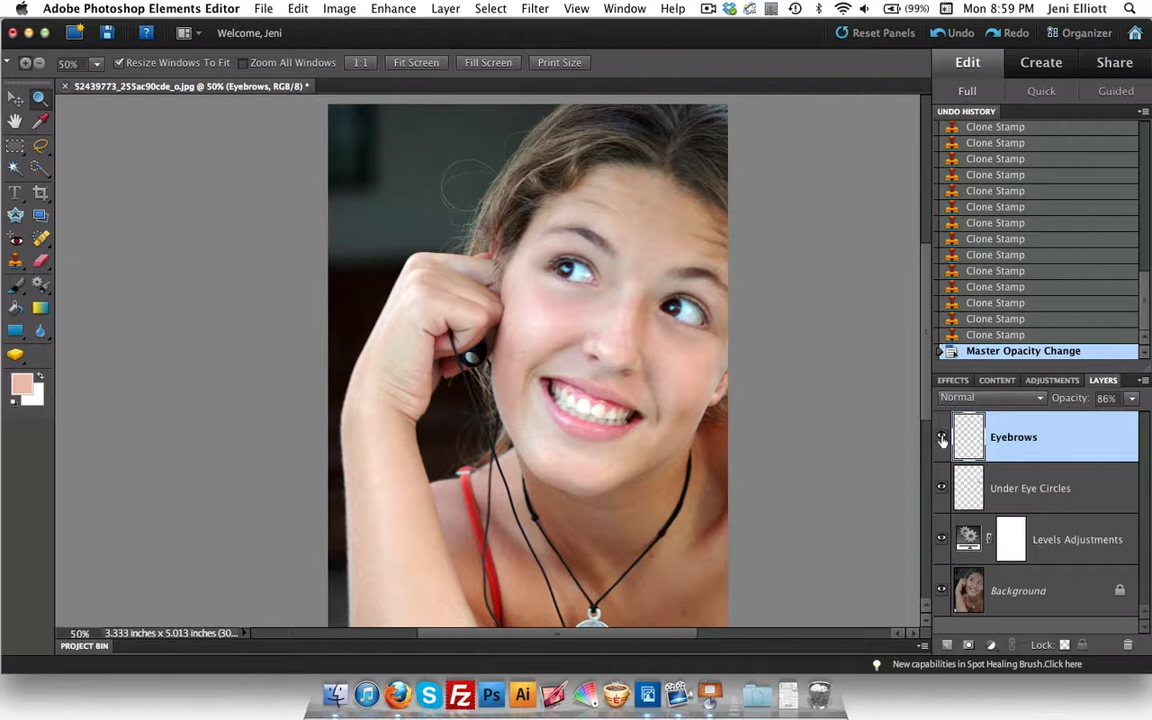 Adobe Photoshop Elements Editor File Edit Image Enhance Layer Select Filter View Window Help (99%) Mon 8:59 PM Jeni Elliott
Welcome, Jeni Reset Panels Undo Redo Organizer
50% Resize Windows To Fit Zoom All Windows 1:1 Fit Screen Fill Screen Print Size
Edit Create Share
52439773_255ac90cde_o.jpg @ 50% (Eyebrows, RGB/8) *
Full Quick Guided
UNDO HISTORY
Clone Stamp
Clone Stamp
Clone Stamp
Clone Stamp
Clone Stamp
Clone Stamp
Clone Stamp
Clone Stamp
Clone Stamp
Clone Stamp
Clone Stamp
Clone Stamp
Clone Stamp
Clone Stamp
Master Opacity Change
EFFECTS CONTENT ADJUSTMENTS LAYERS
Normal Opacity: 86%
Eyebrows
Under Eye Circles
Levels Adjustments
Background
50% 3.333 inches x 5.013 inches (30...
Lock:
PROJECT BIN
New capabilities in Spot Healing Brush.Click here
Fz Ps Ai